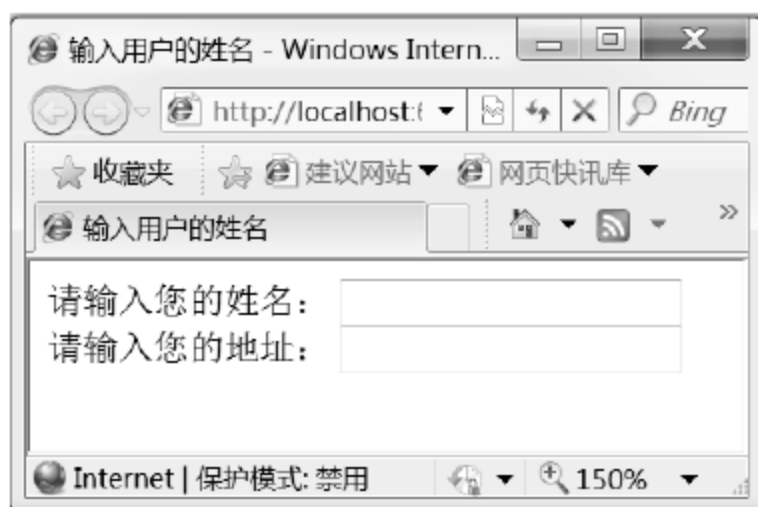 输入用户的姓名 - Windows Intern...
http://localhost:6 Bing
收藏夹 建议网站 网页快讯库
输入用户的姓名
请输入您的姓名：
请输入您的地址：
Internet | 保护模式: 禁用 150%